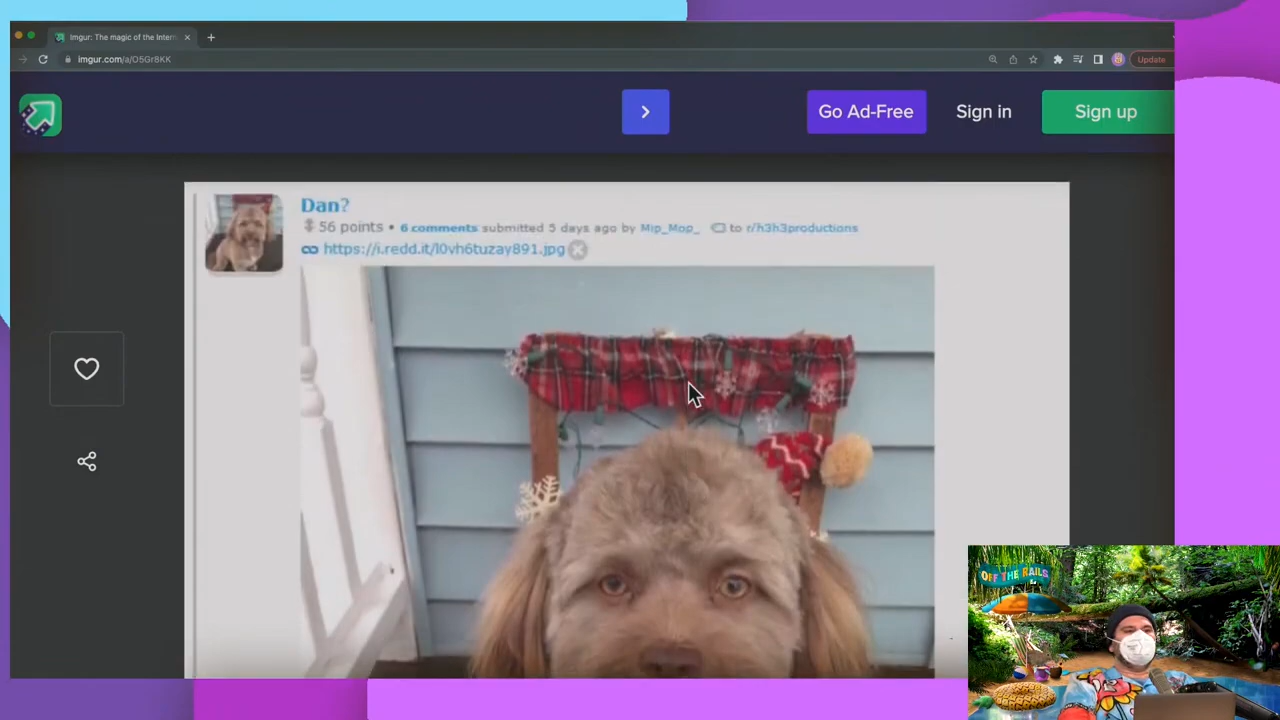 Imgur: The magic of the Intern
imgur.com/a/O5Gr8KK
Update
Go Ad-Free
Sign in
Sign up
Dan?
56 points • 6 comments submitted 5 days ago by Mip_Mop_ to r/h3h3productions
https://i.redd.it/l0vh6tuzay891.jpg
OFF THE RAILS